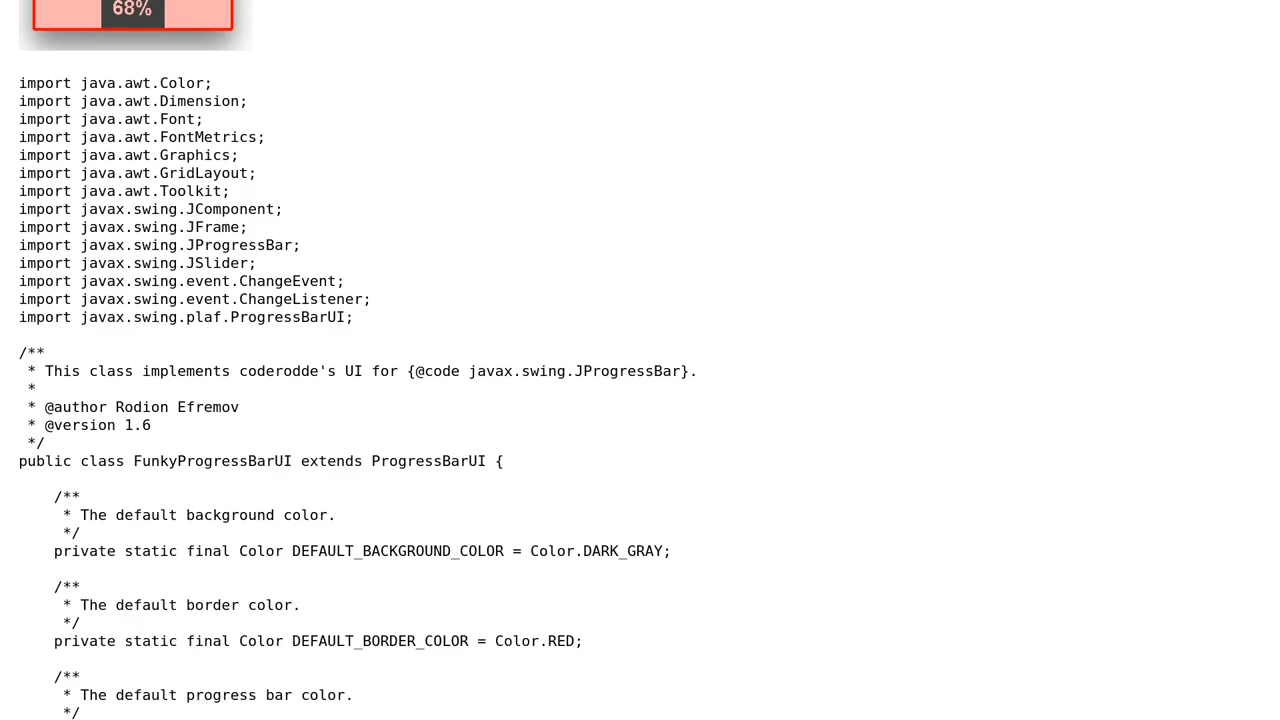 68%
import java.awt.Color;
import java.awt.Dimension;
import java.awt.Font;
import java.awt.FontMetrics;
import java.awt.Graphics;
import java.awt.GridLayout;
import java.awt.Toolkit;
import javax.swing.JComponent;
import javax.swing.JFrame;
import javax.swing.JProgressBar;
import javax.swing.JSlider;
import javax.swing.event.ChangeEvent;
import javax.swing.event.ChangeListener;
import javax.swing.plaf.ProgressBarUI;
/**
 * This class implements coderodde's UI for {@code javax.swing.JProgressBar}.
 *
 * @author Rodion Efremov
 * @version 1.6
 */
public class FunkyProgressBarUI extends ProgressBarUI {
    /**
     * The default background color.
     */
    private static final Color DEFAULT_BACKGROUND_COLOR = Color.DARK_GRAY;
    /**
     * The default border color.
     */
    private static final Color DEFAULT_BORDER_COLOR = Color.RED;
    /**
     * The default progress bar color.
     */